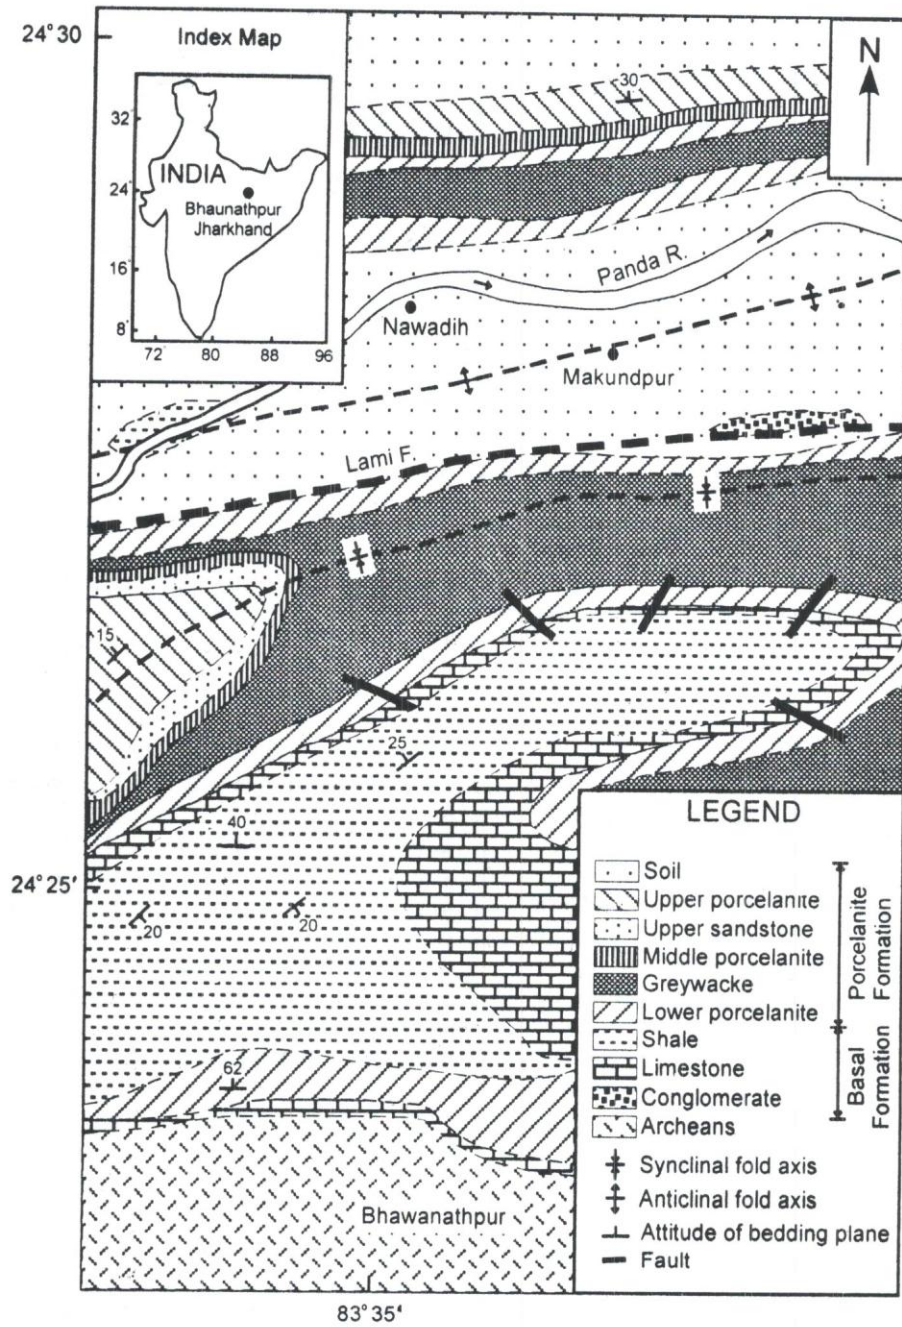 24° 30
Index Map
32°
24°
16°
8°
72°
80
88
96
INDIA
Bhaunathpur
Jharkhand
N
30
Panda R.
Nawadih
Makundpur
Lami F.
15
25
40
20
20
24° 25'
62
Bhawanathpur
83° 35'
LEGEND
Soil
Upper porcelanite
Upper sandstone
Middle porcelanite
Greywacke
Lower porcelanite
Shale
Limestone
Conglomerate
Archeans
Porcelanite
Formation
Basal
Formation
Synclinal fold axis
Anticlinal fold axis
Attitude of bedding plane
Fault